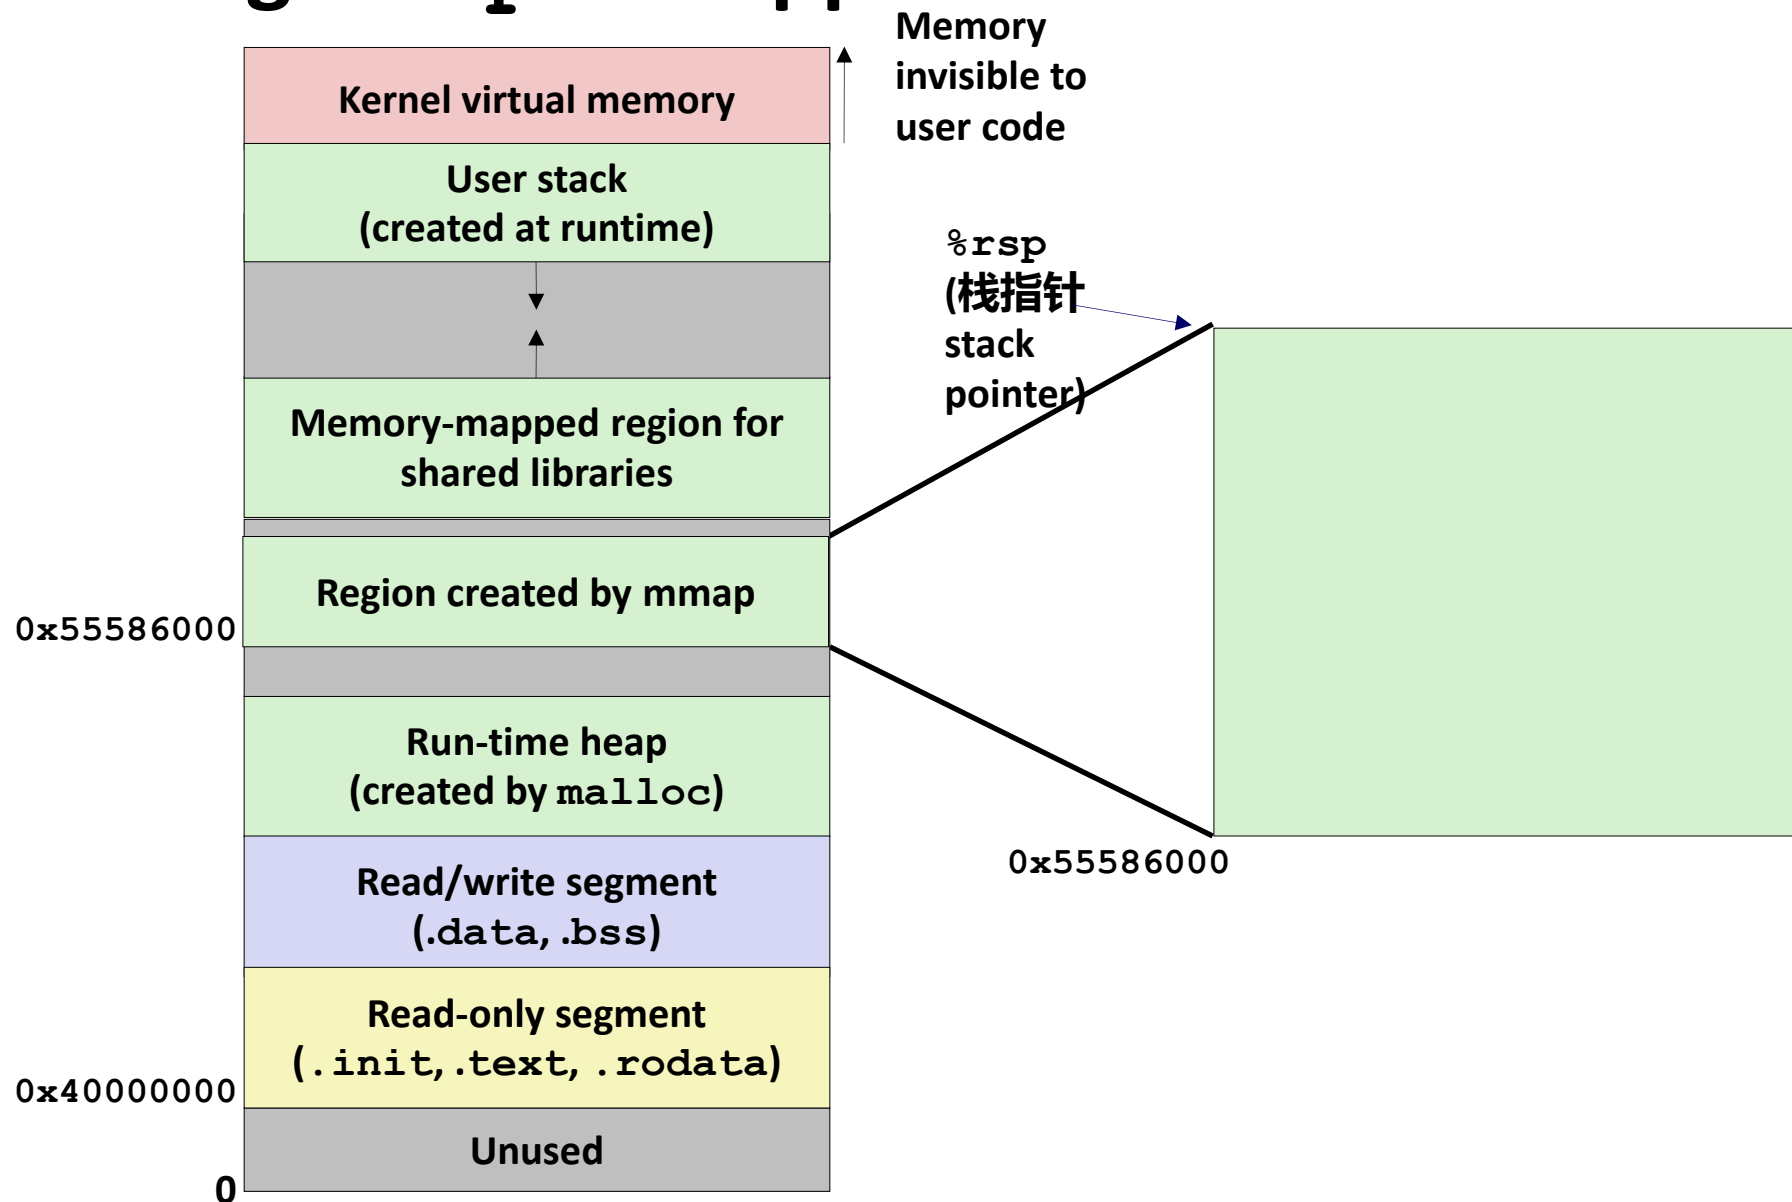 Memory
invisible to
user code
Kernel virtual memory
User stack
(created at runtime)
%rsp
(栈指针
stack
pointer)
Memory-mapped region for
shared libraries
Region created by mmap
0x55586000
Run-time heap
(created by malloc)
0x55586000
Read/write segment
(.data, .bss)
Read-only segment
(.init, .text, .rodata)
0x40000000
Unused
0